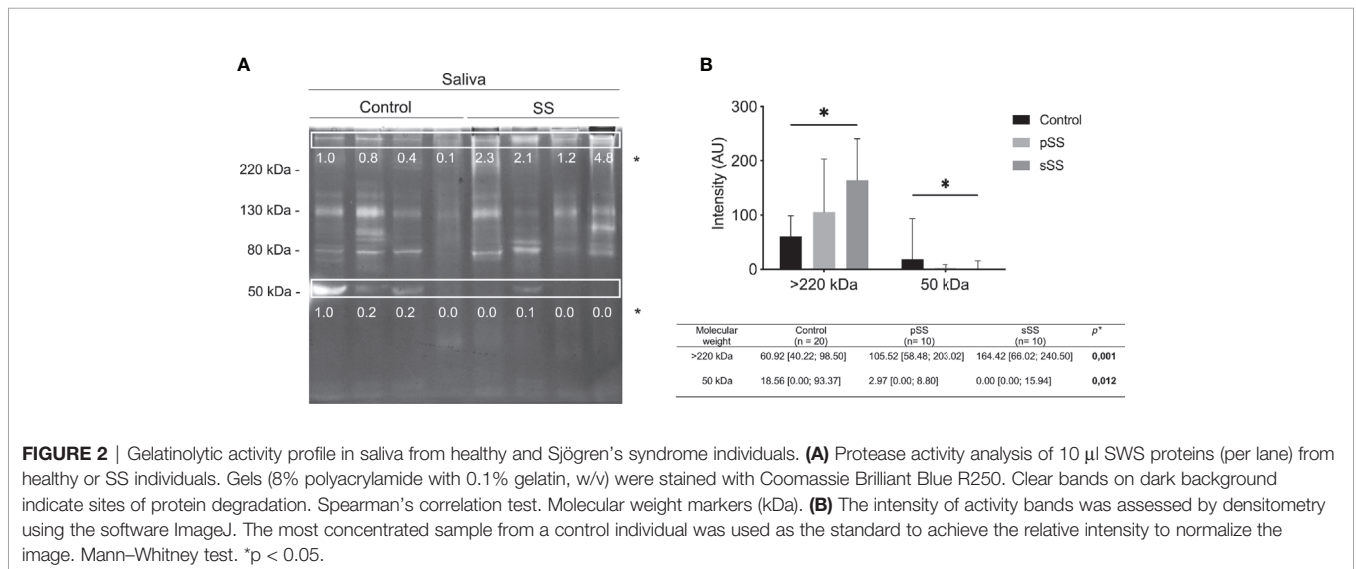 A
Saliva
Control SS
1.0 0.8 0.4 0.1 2.3 2.1 1.2 4.8 *
220 kDa -
130 kDa -
80 kDa -
50 kDa -
1.0 0.2 0.2 0.0 0.0 0.1 0.0 0.0 *
B
300
200
100
0
Intensity (AU)
* *
>220 kDa 50 kDa
Control
pSS
sSS
Molecular weight Control (n = 20) pSS (n= 10) sSS (n= 10) p*
>220 kDa 60.92 [40.22; 98.50] 105.52 [58.48; 203.02] 164.42 [66.02; 240.50] 0,001
50 kDa 18.56 [0.00; 93.37] 2.97 [0.00; 8.80] 0.00 [0.00; 15.94] 0,012
FIGURE 2 | Gelatinolytic activity profile in saliva from healthy and Sjögren's syndrome individuals. (A) Protease activity analysis of 10 µl SWS proteins (per lane) from
healthy or SS individuals. Gels (8% polyacrylamide with 0.1% gelatin, w/v) were stained with Coomassie Brilliant Blue R250. Clear bands on dark background
indicate sites of protein degradation. Spearman's correlation test. Molecular weight markers (kDa). (B) The intensity of activity bands was assessed by densitometry
using the software ImageJ. The most concentrated sample from a control individual was used as the standard to achieve the relative intensity to normalize the
image. Mann–Whitney test. *p < 0.05.